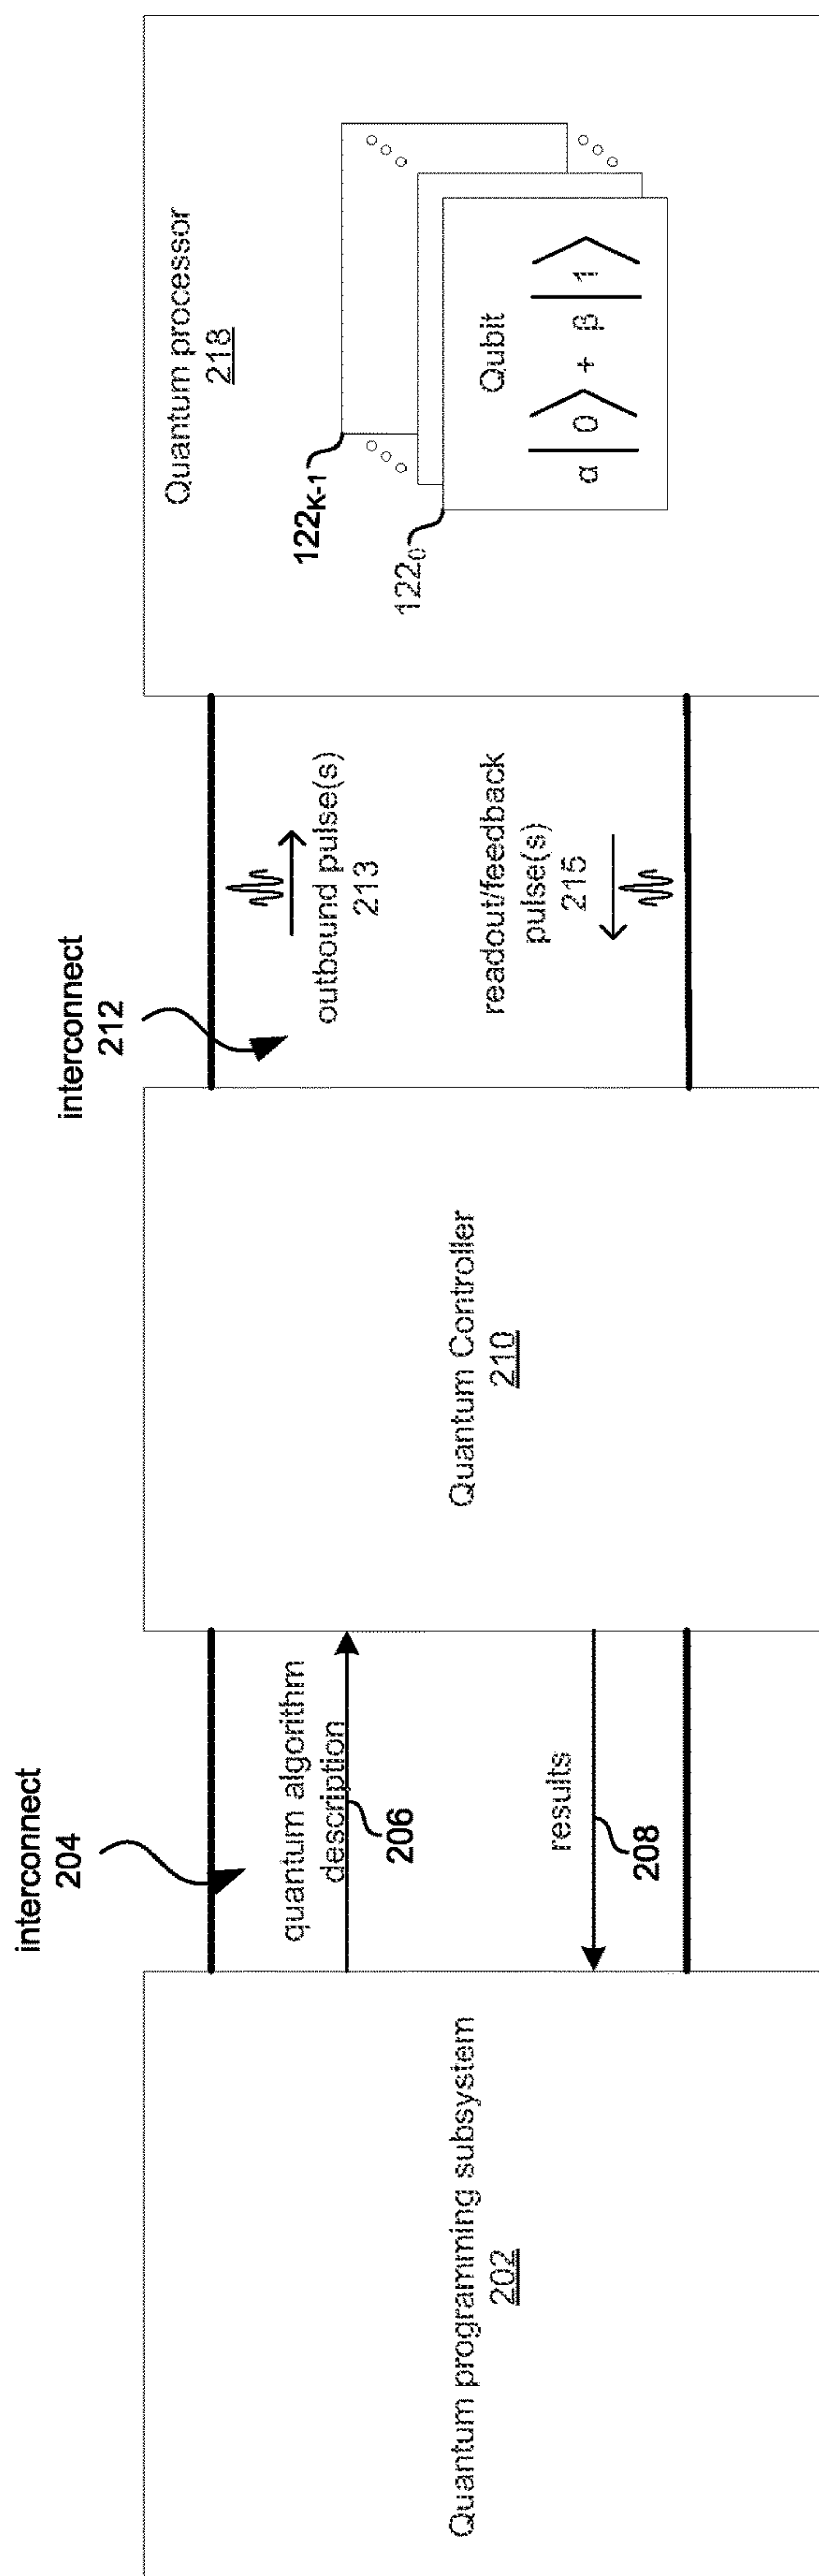 Quantum programming subsystem
202
interconnect
204
quantum algorithm
description
206
results
208
Quantum Controller
210
interconnect
212
outbound pulse(s)
213
readout/feedback
pulse(s)
215
Quantum processor
218
122K-1
1220
Qubit
α|0⟩ + β|1⟩